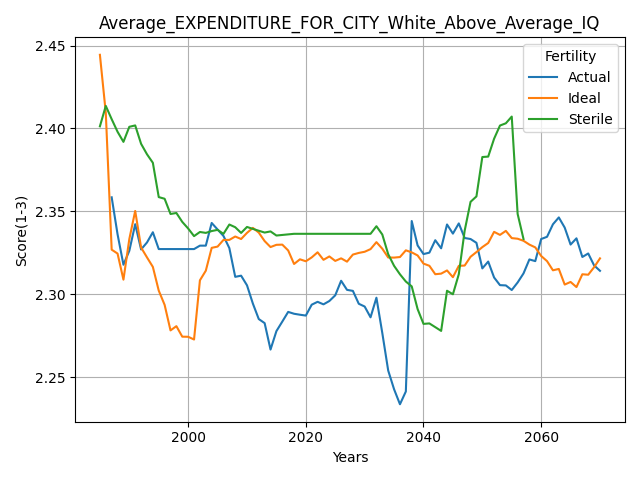 Average_EXPENDITURE_FOR_CITY_White_Above_Average_IQ
Fertility
Actual
Ideal
Sterile
Score(1-3)
2.45
2.40
2.35
2.30
2.25
2000
2020
2040
2060
Years